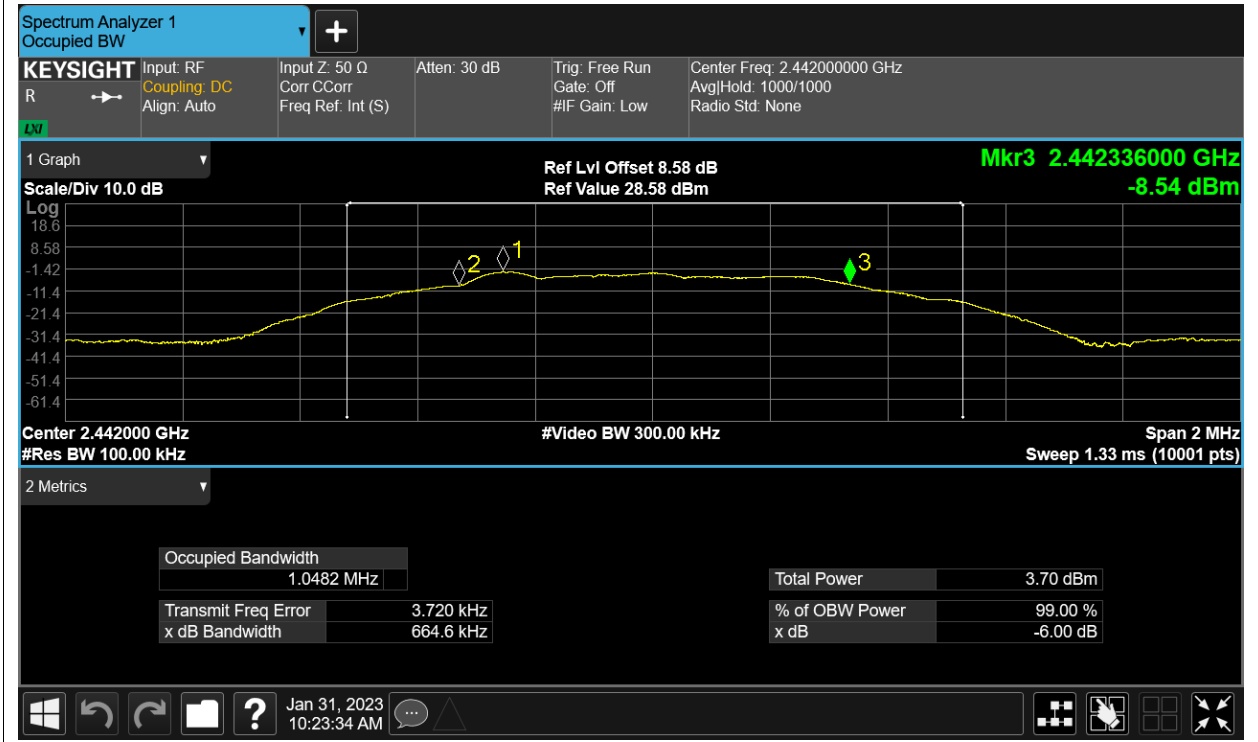 Spectrum Analyzer 1
Occupied BW
KEYSIGHT
R
LXI
Input: RF
Coupling: DC
Align: Auto
Input Z: 50 Ω
Corr CCorr
Freq Ref: Int (S)
Atten: 30 dB
Trig: Free Run
Gate: Off
#IF Gain: Low
Center Freq: 2.442000000 GHz
Avg|Hold: 1000/1000
Radio Std: None
1 Graph
Scale/Div 10.0 dB
Ref Lvl Offset 8.58 dB
Ref Value 28.58 dBm
Mkr3 2.442336000 GHz
-8.54 dBm
Log
18.6
8.58
-1.42
-11.4
-21.4
-31.4
-41.4
-51.4
-61.4
2
1
3
Center 2.442000 GHz
#Res BW 100.00 kHz
#Video BW 300.00 kHz
Span 2 MHz
Sweep 1.33 ms (10001 pts)
2 Metrics
Occupied Bandwidth
1.0482 MHz
Transmit Freq Error 3.720 kHz
x dB Bandwidth 664.6 kHz
Total Power 3.70 dBm
% of OBW Power 99.00 %
x dB -6.00 dB
?
Jan 31, 2023
10:23:34 AM